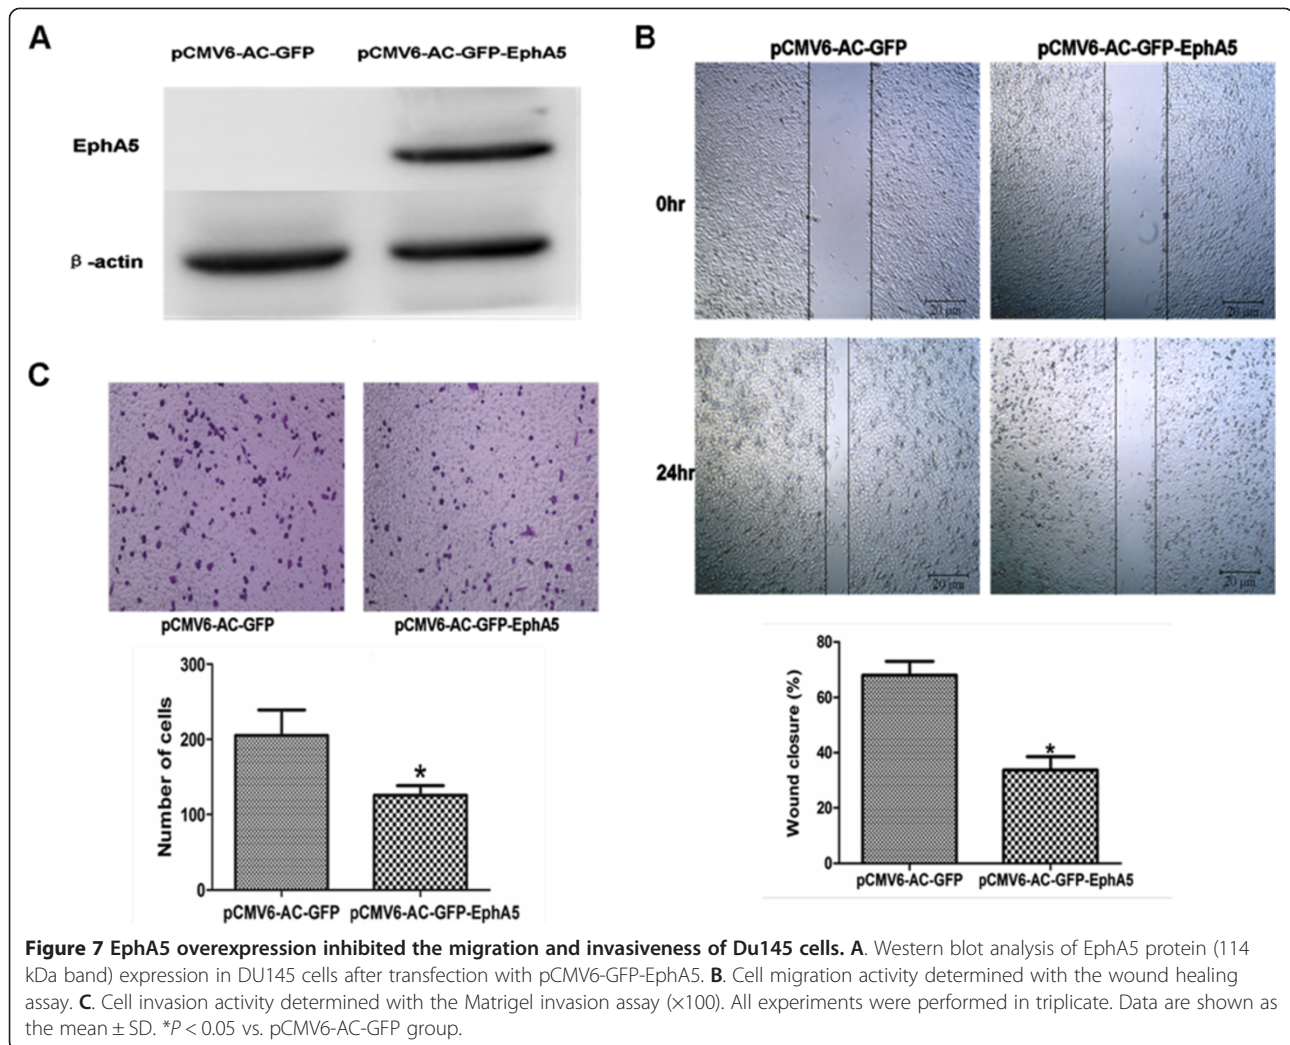 A
pCMV6-AC-GFP pCMV6-AC-GFP-EphA5
EphA5
β-actin
B
pCMV6-AC-GFP pCMV6-AC-GFP-EphA5
0hr
20 µm 20 µm
24hr
20 µm 20 µm
80
60
40
20
0
Wound closure (%)
*
pCMV6-AC-GFP pCMV6-AC-GFP-EphA5
C
pCMV6-AC-GFP pCMV6-AC-GFP-EphA5
300
200
100
0
Number of cells
*
pCMV6-AC-GFP pCMV6-AC-GFP-EphA5
Figure 7 EphA5 overexpression inhibited the migration and invasiveness of Du145 cells. A. Western blot analysis of EphA5 protein (114
kDa band) expression in DU145 cells after transfection with pCMV6-GFP-EphA5. B. Cell migration activity determined with the wound healing
assay. C. Cell invasion activity determined with the Matrigel invasion assay (×100). All experiments were performed in triplicate. Data are shown as
the mean ± SD. *P < 0.05 vs. pCMV6-AC-GFP group.